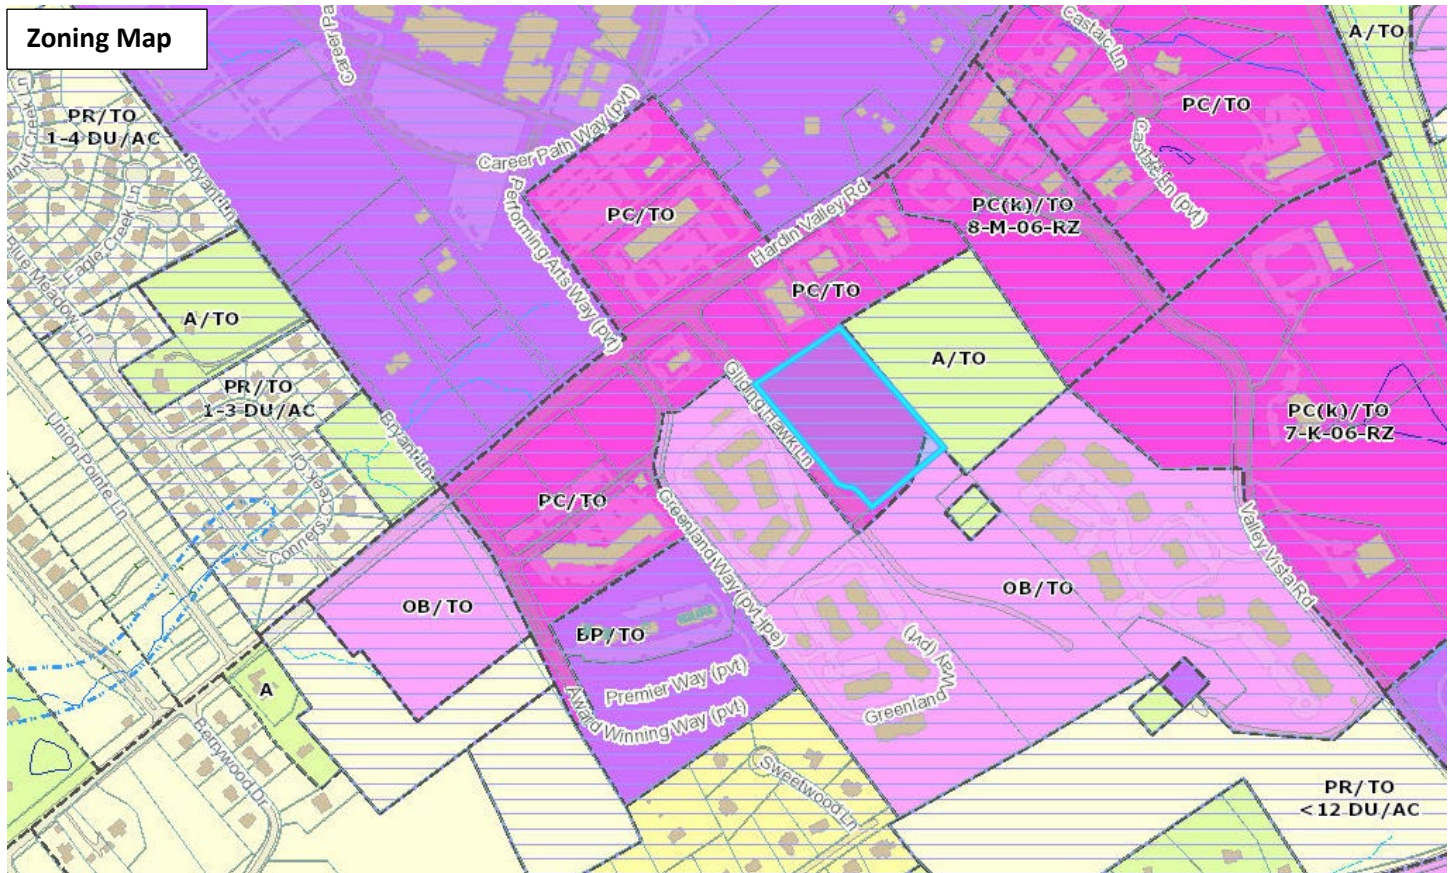 Zoning Map
Castaic Ln
A/TO
PC/TO
PR/TO
1-4 DU/AC
Career Path Way (pvt)
Castaic Ln (pvt)
Bryant Ln
Performing Arts Way (pvt)
PC/TO
Hardin Valley Rd
PC(k)/TO
8-M-06-RZ
Eagle Creek Ln
Blue Meadow Ln
PC/TO
A/TO
A/TO
Gliding Hawk Ln
PR/TO
1-3 DU/AC
PC(k)/TO
7-K-06-RZ
Bryant Ln
Union Pointe Ln
PC/TO
Conners Creek Cir
Greenland Way (pvt)
Valley Vista Rd
OB/TO
OB/TO
BP/TO
Greenland Way (pvt)
Premier Way (pvt)
A
Award Winning Way (pvt)
Berrywood Dr
Sweetwood Ln
PR/TO
<12 DU/AC